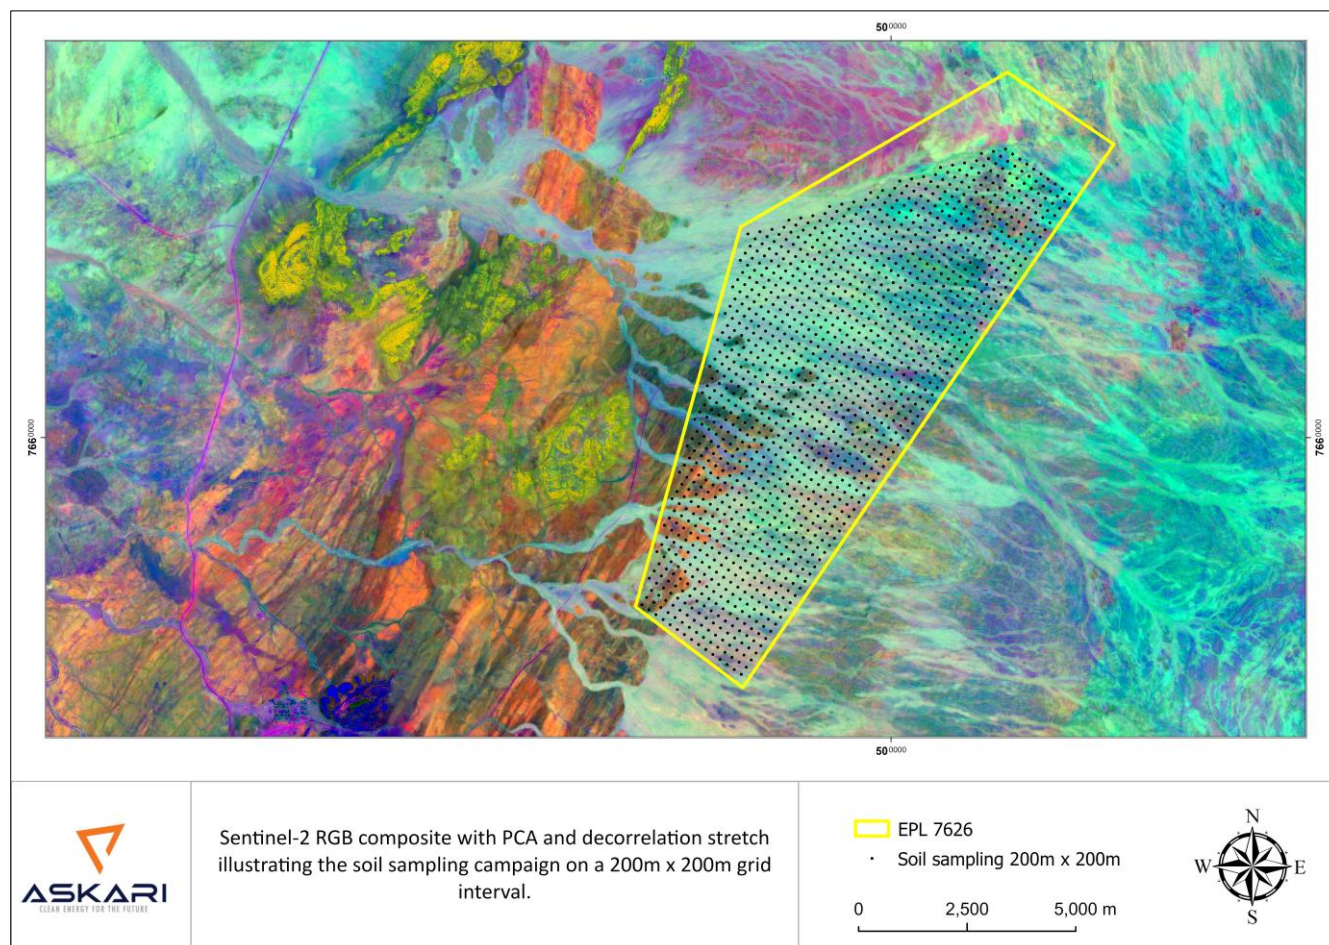 50⁰⁰⁰⁰
766⁰⁰⁰⁰
766⁰⁰⁰⁰
50⁰⁰⁰⁰
ASKARI
CLEAN ENERGY FOR THE FUTURE
Sentinel-2 RGB composite with PCA and decorrelation stretch
illustrating the soil sampling campaign on a 200m x 200m grid
interval.
EPL 7626
Soil sampling 200m x 200m
0 2,500 5,000 m
N
W E
S